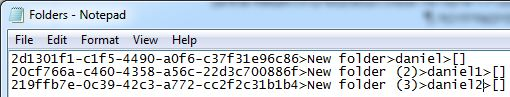 Folders - Notepad
File Edit Format View Help
2d1301f1-c1f5-4490-a0f6-c37f31e96c86>New folder>daniel>[]
20cf766a-c460-4358-a56c-22d3c700886f>New folder (2)>daniel1>[]
219ffb7e-0c39-42c3-a772-cc2f2c31b1b4>New folder (3)>daniel2>[]